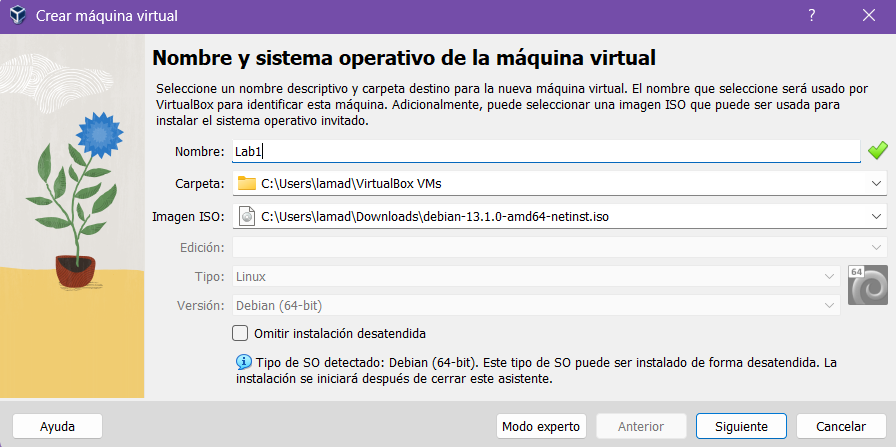 Crear máquina virtual
Nombre y sistema operativo de la máquina virtual
Seleccione un nombre descriptivo y carpeta destino para la nueva máquina virtual. El nombre que seleccione será usado por
VirtualBox para identificar esta máquina. Adicionalmente, puede seleccionar una imagen ISO que puede ser usada para
instalar el sistema operativo invitado.
Nombre: Lab1
Carpeta: C:\Users\lamad\VirtualBox VMs
Imagen ISO: C:\Users\lamad\Downloads\debian-13.1.0-amd64-netinst.iso
Edición:
Tipo: Linux
64
Versión: Debian (64-bit)
Omitir instalación desatendida
Tipo de SO detectado: Debian (64-bit). Este tipo de SO puede ser instalado de forma desatendida. La
instalación se iniciará después de cerrar este asistente.
Ayuda Modo experto Anterior Siguiente Cancelar